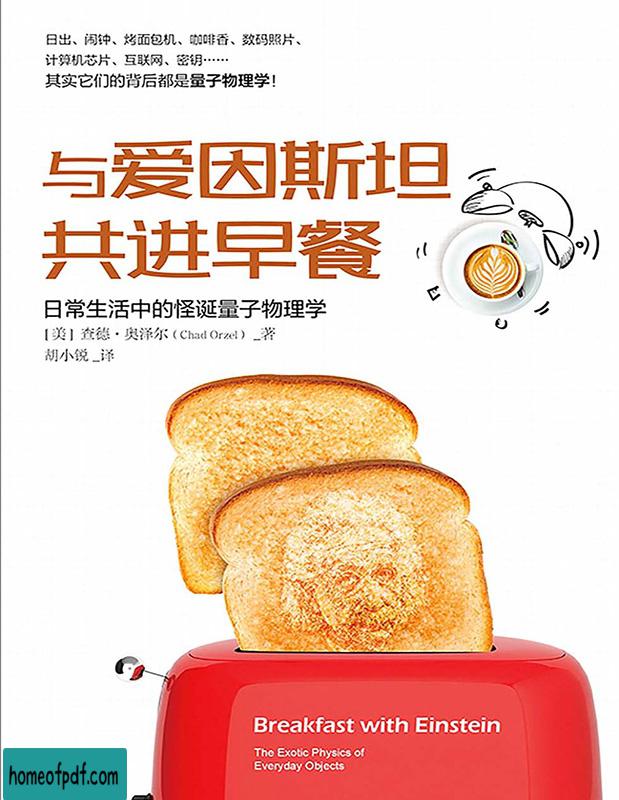 日出、闹钟、烤面包机、咖啡香、数码照片、
计算机芯片、互联网、密钥……
其实它们的背后都是量子物理学！
与爱因斯坦
共进早餐
日常生活中的怪诞量子物理学
［美］查德·奥泽尔（Chad Orzel）_著
胡小锐_译
Breakfast with Einstein
The Exotic Physics of
Everyday Objects
homeofpdf.com